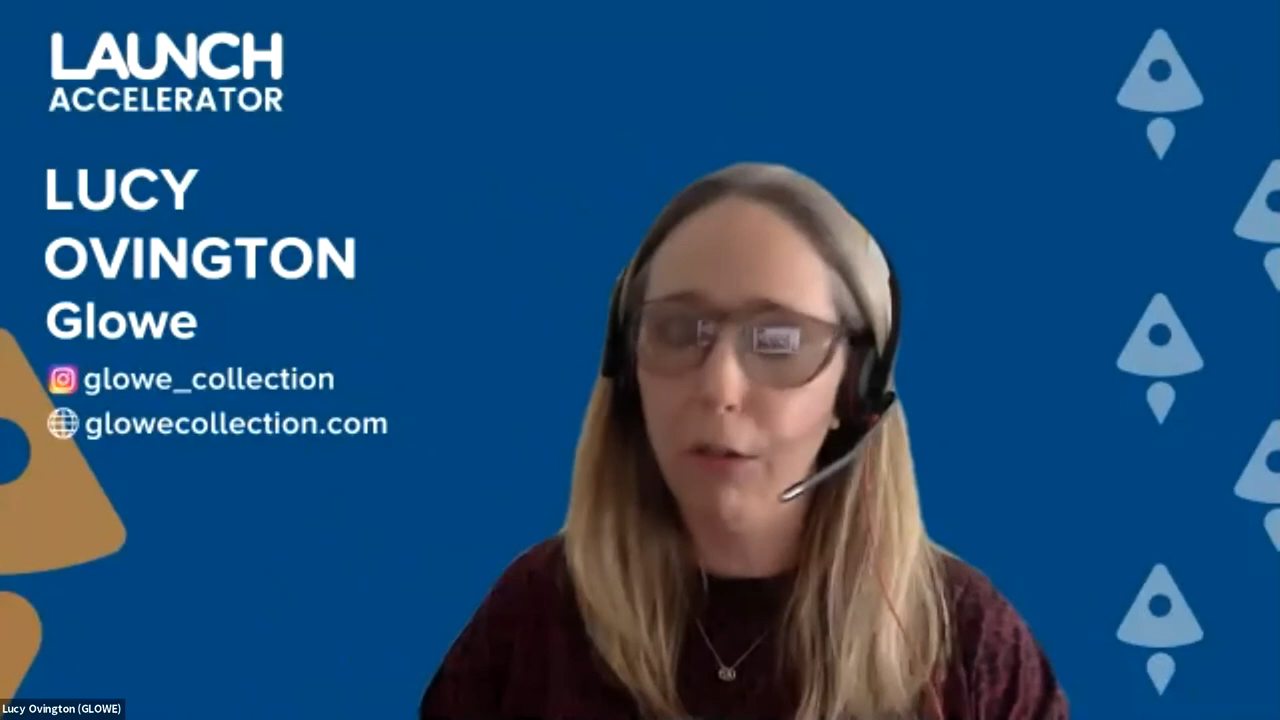 LAUNCH
ACCELERATOR
LUCY
OVINGTON
Glowe
glowe_collection
glowecollection.com
Lucy Ovington (GLOWE)